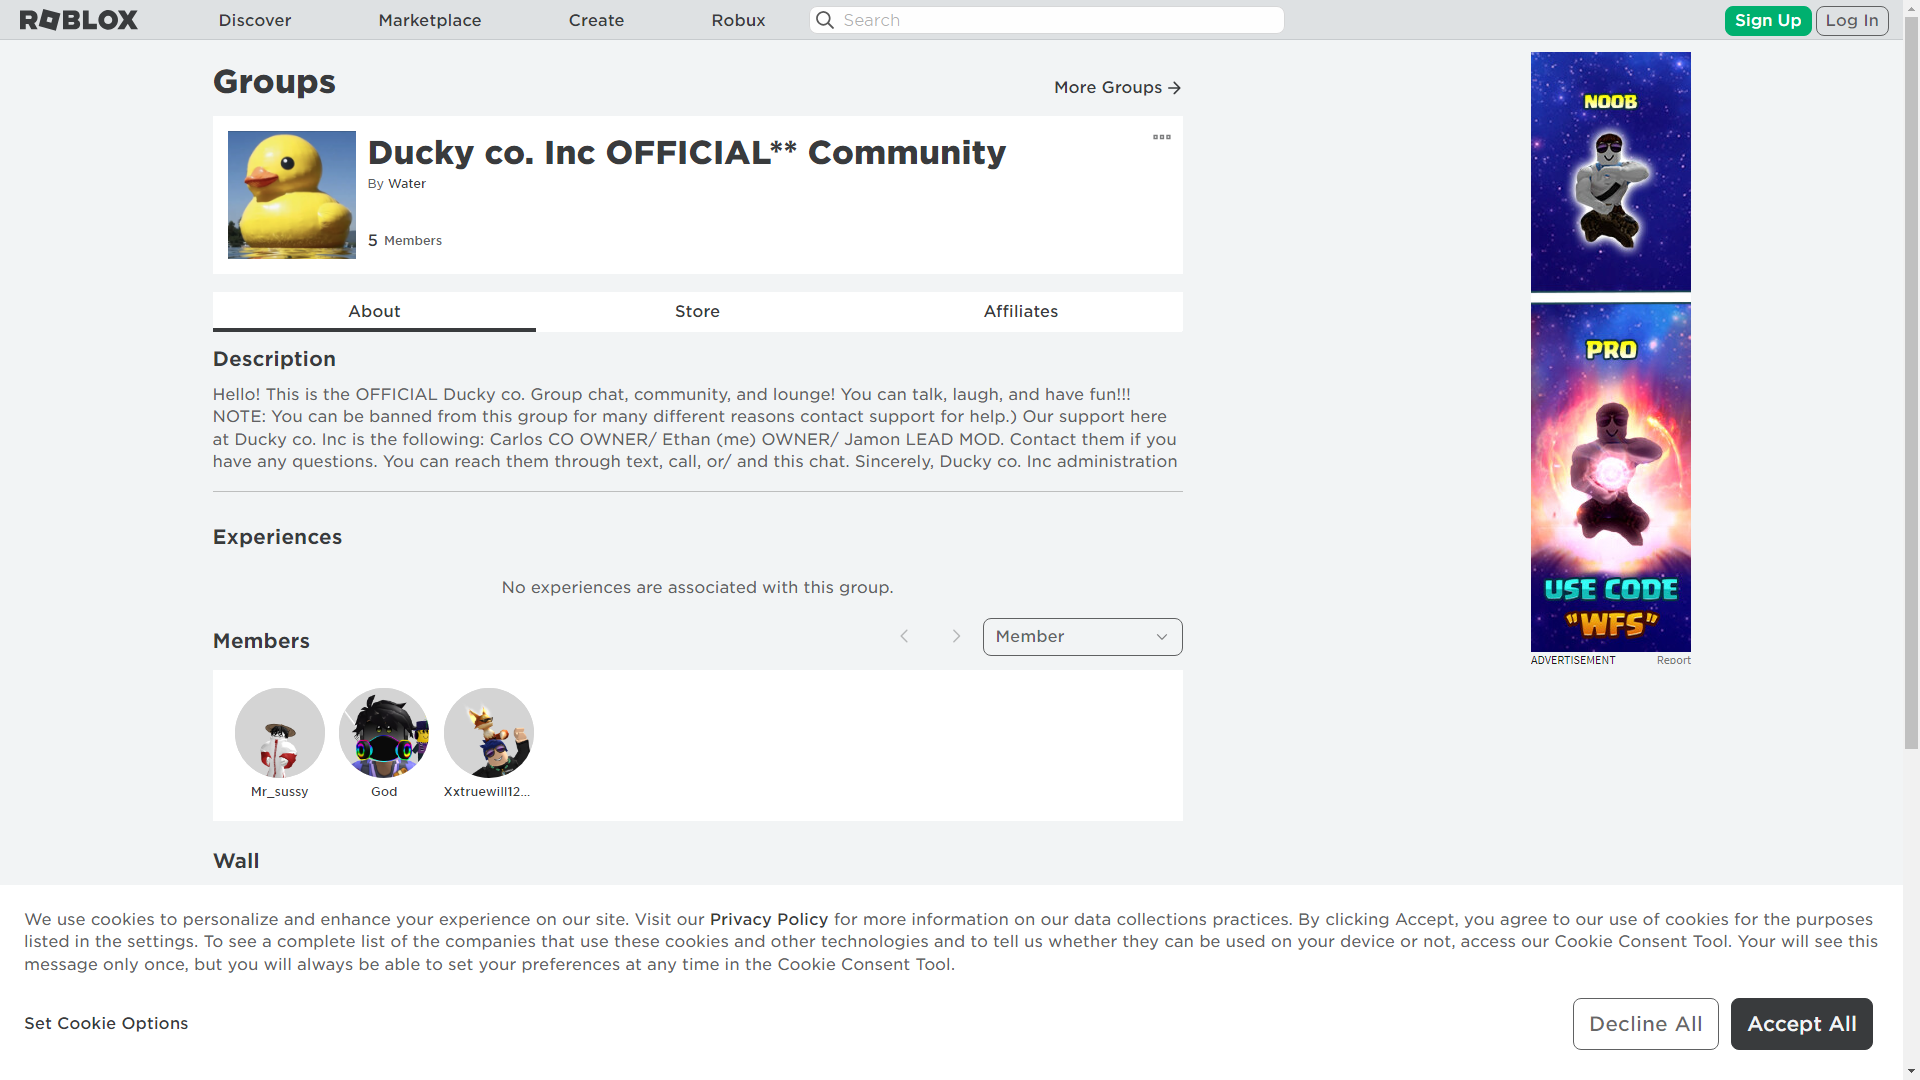 ROBLOX
Discover
Marketplace
Create
Robux
Search
Sign Up
Log In
Groups
More Groups
Ducky co. Inc OFFICIAL** Community
By Water
5 Members
About
Store
Affiliates
Description
Hello! This is the OFFICIAL Ducky co. Group chat, community, and lounge! You can talk, laugh, and have fun!!!
NOTE: You can be banned from this group for many different reasons contact support for help.) Our support here
at Ducky co. Inc is the following: Carlos CO OWNER/ Ethan (me) OWNER/ Jamon LEAD MOD. Contact them if you
have any questions. You can reach them through text, call, or/ and this chat. Sincerely, Ducky co. Inc administration
Experiences
No experiences are associated with this group.
Members
Member
Mr_sussy
God
Xxtruewill12...
Wall
NOOB
PRO
USE CODE
"WFS"
ADVERTISEMENT
Report
We use cookies to personalize and enhance your experience on our site. Visit our Privacy Policy for more information on our data collections practices. By clicking Accept, you agree to our use of cookies for the purposes
listed in the settings. To see a complete list of the companies that use these cookies and other technologies and to tell us whether they can be used on your device or not, access our Cookie Consent Tool. Your will see this
message only once, but you will always be able to set your preferences at any time in the Cookie Consent Tool.
Set Cookie Options
Decline All
Accept All